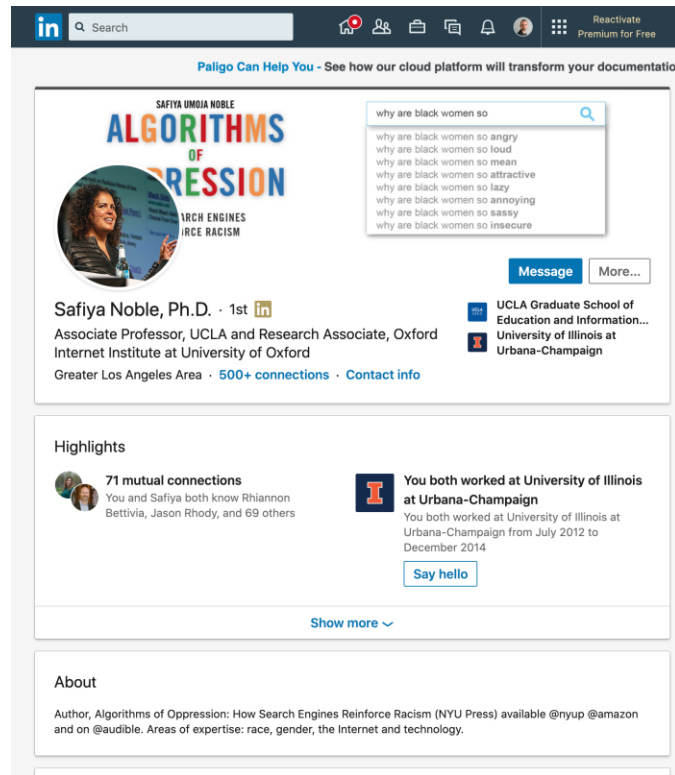 in
Search
Reactivate
Premium for Free
Paligo Can Help You - See how our cloud platform will transform your documentatio
SAFIYA UMOJA NOBLE
ALGORITHMS
OF
RESSION
ARCH ENGINES
ORCE RACISM
why are black women so
why are black women so angry
why are black women so loud
why are black women so mean
why are black women so attractive
why are black women so lazy
why are black women so annoying
why are black women so sassy
why are black women so insecure
Message
More...
Safiya Noble, Ph.D. · 1st in
Associate Professor, UCLA and Research Associate, Oxford
Internet Institute at University of Oxford
Greater Los Angeles Area · 500+ connections · Contact info
UCLA
UCLA Graduate School of
Education and Information...
I
University of Illinois at
Urbana-Champaign
Highlights
71 mutual connections
You and Safiya both know Rhiannon
Bettivia, Jason Rhody, and 69 others
I
You both worked at University of Illinois
at Urbana-Champaign
You both worked at University of Illinois at
Urbana-Champaign from July 2012 to
December 2014
Say hello
Show more
About
Author, Algorithms of Oppression: How Search Engines Reinforce Racism (NYU Press) available @nyup @amazon
and on @audible. Areas of expertise: race, gender, the Internet and technology.